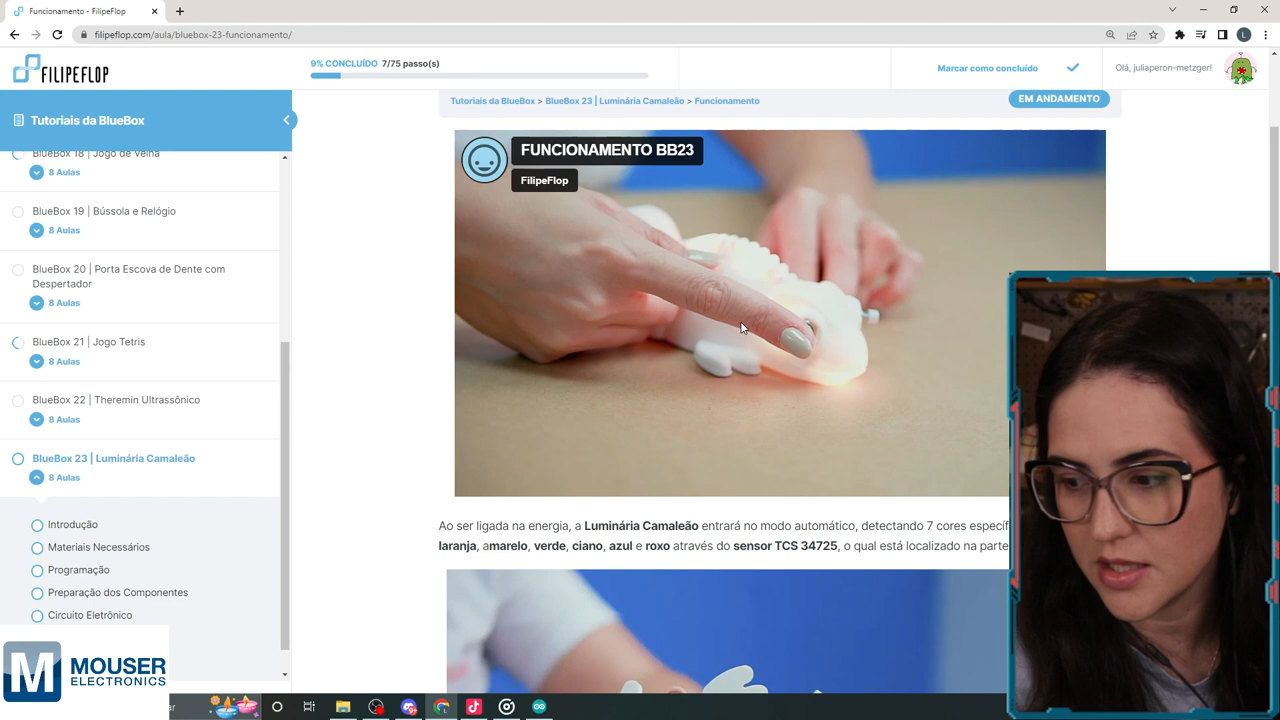 Funcionamento - FilipeFlop
filipeflop.com/aula/bluebox-23-funcionamento/
L
FILIPEFLOP
9% CONCLUÍDO 7/75 passo(s)
Marcar como concluído
Olá, juliaperon-metzger!
Tutoriais da BlueBox
BlueBox 18 | Jogo de Velha
8 Aulas
BlueBox 19 | Bússola e Relógio
8 Aulas
BlueBox 20 | Porta Escova de Dente com
Despertador
8 Aulas
BlueBox 21 | Jogo Tetris
8 Aulas
BlueBox 22 | Theremin Ultrassônico
8 Aulas
BlueBox 23 | Luminária Camaleão
8 Aulas
Introdução
Materiais Necessários
Programação
Preparação dos Componentes
Circuito Eletrônico
Tutoriais da BlueBox > BlueBox 23 | Luminária Camaleão > Funcionamento
EM ANDAMENTO
FUNCIONAMENTO BB23
FilipeFlop
Ao ser ligada na energia, a Luminária Camaleão entrará no modo automático, detectando 7 cores específ
laranja, amarelo, verde, ciano, azul e roxo através do sensor TCS 34725, o qual está localizado na parte
M MOUSER
ELECTRONICS
ar